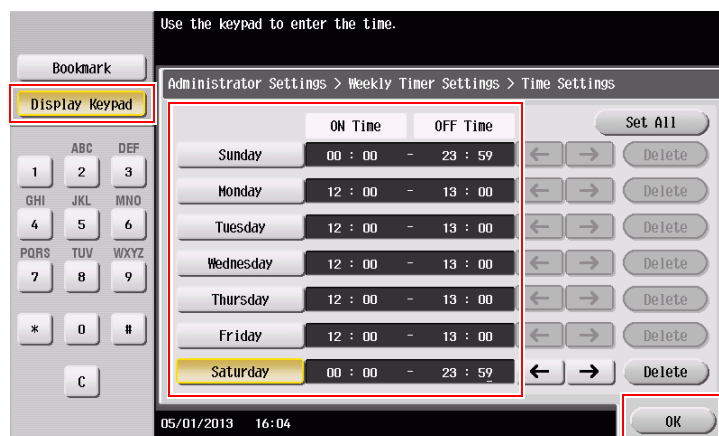 Use the keypad to enter the time.
Bookmark
Display Keypad
Administrator Settings > Weekly Timer Settings > Time Settings
ON Time OFF Time Set All
Sunday 00 : 00 - 23 : 59 ← → Delete
Monday 12 : 00 - 13 : 00 ← → Delete
Tuesday 12 : 00 - 13 : 00 ← → Delete
Wednesday 12 : 00 - 13 : 00 ← → Delete
Thursday 12 : 00 - 13 : 00 ← → Delete
Friday 12 : 00 - 13 : 00 ← → Delete
Saturday 00 : 00 - 23 : 59 ← → Delete
ABC DEF
1 2 3
GHI JKL MNO
4 5 6
PQRS TUV WXYZ
7 8 9
* 0 #
C
05/01/2013 16:04
OK